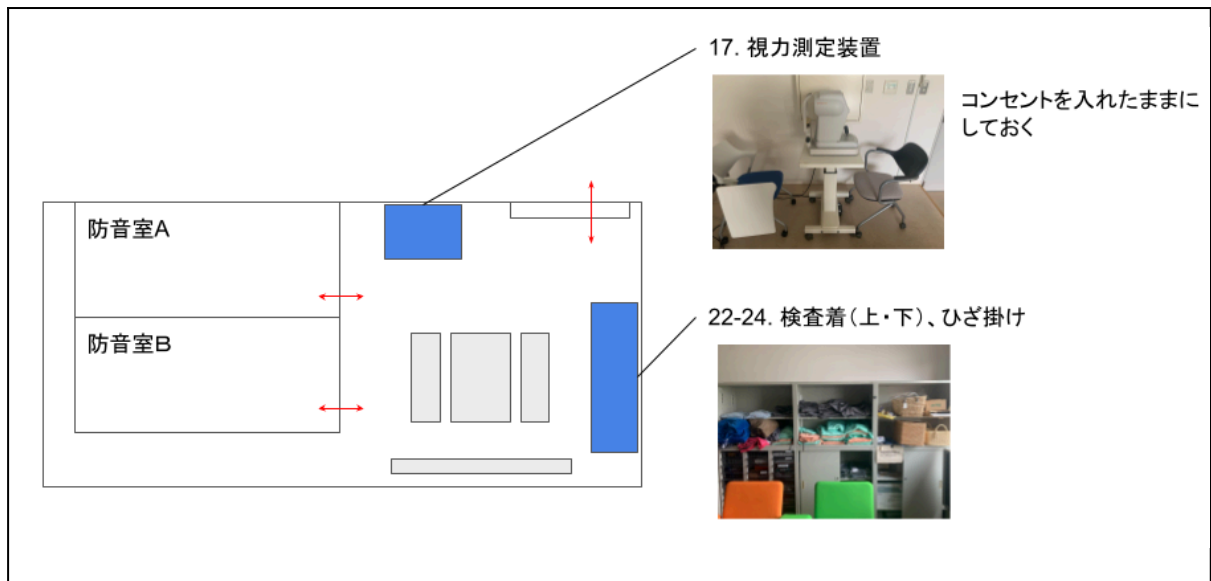 17. 視力測定装置
コンセントを入れたままに
しておく
防音室A
防音室B
22-24. 検査着(上・下)、ひざ掛け